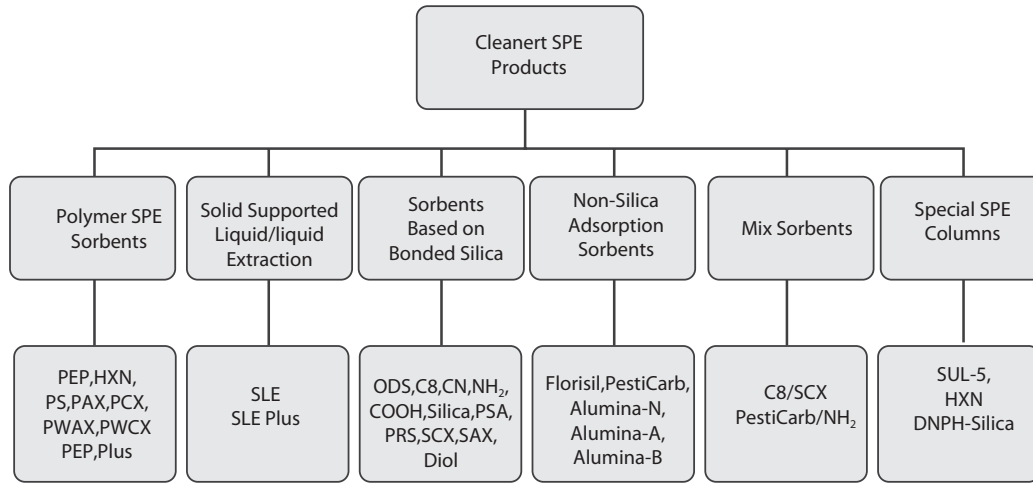 Cleanert SPE
Products
Polymer SPE
Sorbents
Solid Supported
Liquid/liquid
Extraction
Sorbents
Based on
Bonded Silica
Non-Silica
Adsorption
Sorbents
Mix Sorbents
Special SPE
Columns
PEP,HXN,
PS,PAX,PCX,
PWAX,PWCX
PEP,Plus
SLE
SLE Plus
ODS,C8,CN,NH₂,
COOH,Silica,PSA,
PRS,SCX,SAX,
Diol
Florisil,PestiCarb,
Alumina-N,
Alumina-A,
Alumina-B
C8/SCX
PestiCarb/NH₂
SUL-5,
HXN
DNPH-Silica